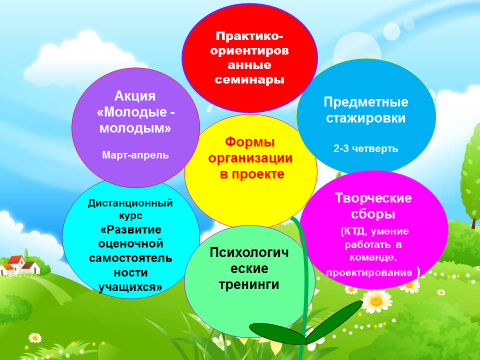 Практико-
ориентиров
анные
семинары
Акция
«Молодые -
молодым»
Март-апрель
Предметные
стажировки
2-3 четверть
Формы
организации
в проекте
Дистанционный
курс
«Развитие
оценочной
самостоятель
ности
учащихся»
Творческие
сборы
(КТД, умение
работать в
команде,
проектирование )
Психологич
еские
тренинги